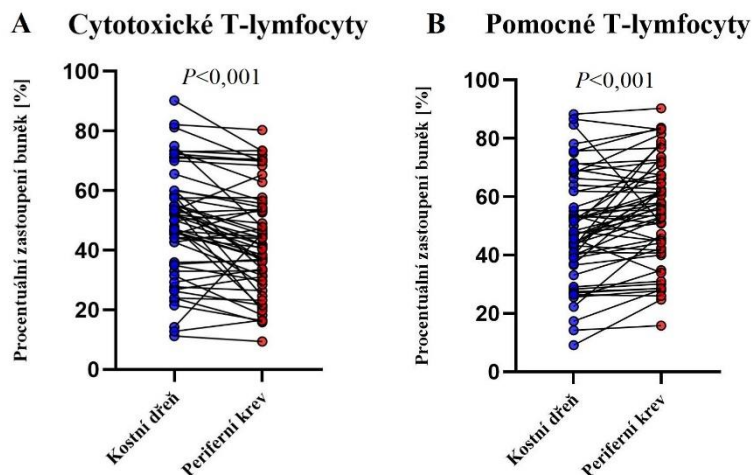 A Cytotoxické T-lymfocyty
P<0,001
Procentuální zastoupení buněk [%]
100
80
60
40
20
0
Kostní dřeň
Periferní krev
B Pomocné T-lymfocyty
P<0,001
Procentuální zastoupení buněk [%]
100
80
60
40
20
0
Kostní dřeň
Periferní krev